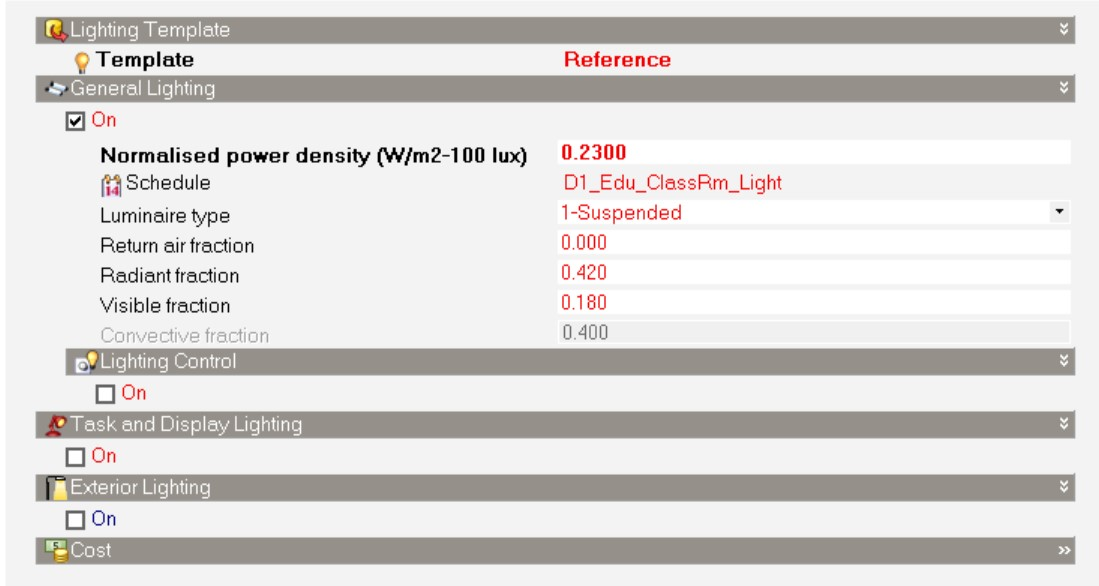 Lighting Template
Template Reference
General Lighting
On
Normalised power density (W/m2-100 lux) 0.2300
14 Schedule D1_Edu_ClassRm_Light
Luminaire type 1-Suspended
Return air fraction 0.000
Radiant fraction 0.420
Visible fraction 0.180
Convective fraction 0.400
Lighting Control
On
Task and Display Lighting
On
Exterior Lighting
On
Cost